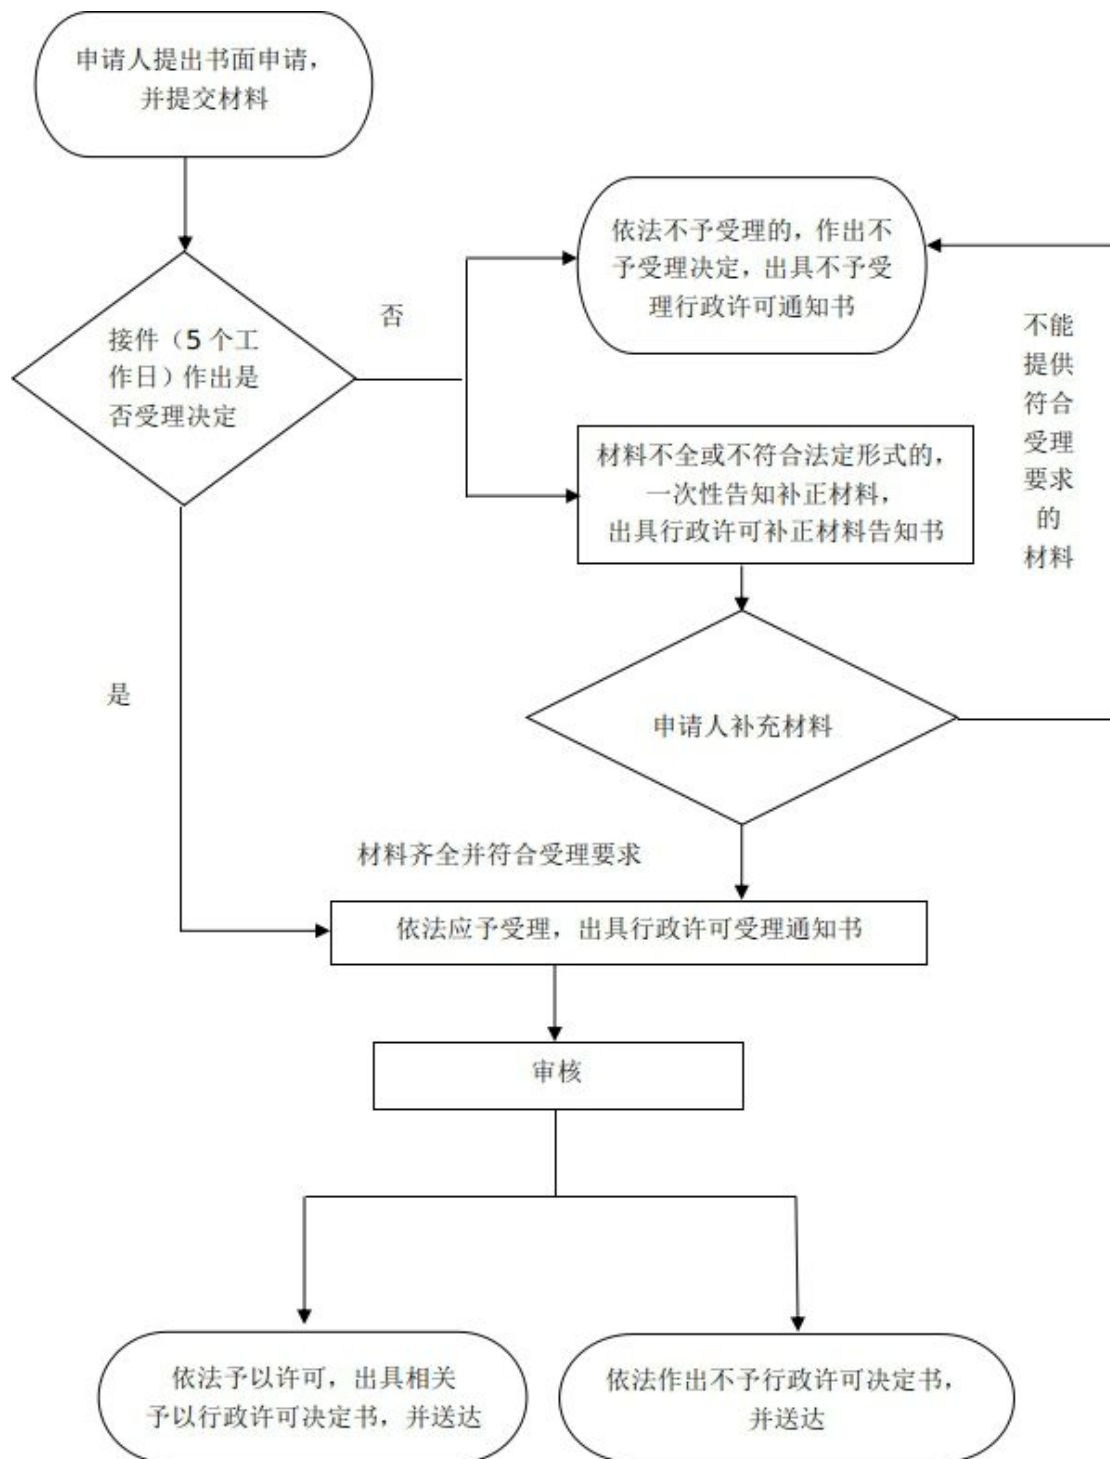 申请人提出书面申请，
并提交材料
依法不予受理的，作出不
予受理决定，出具不予受
理行政许可通知书
否
接件（5 个工
作日）作出是
否受理决定
不能
提供
符合
受理
要求
的
材料
材料不全或不符合法定形式的，
一次性告知补正材料，
出具行政许可补正材料告知书
是
申请人补充材料
材料齐全并符合受理要求
依法应予受理，出具行政许可受理通知书
审核
依法予以许可，出具相关
予以行政许可决定书，并送达
依法作出不予行政许可决定书，
并送达